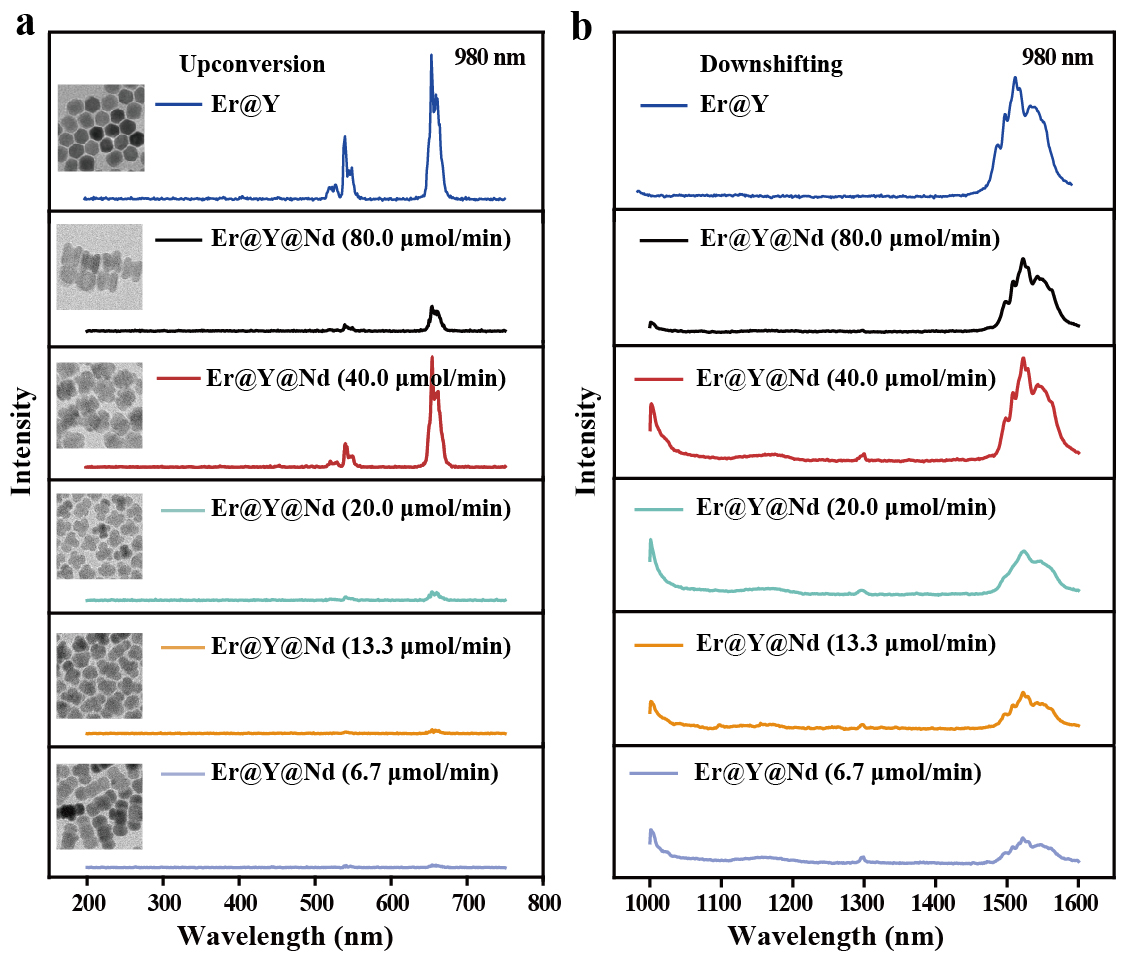 a
Upconversion
980 nm
Er@Y
Er@Y@Nd (80.0 μmol/min)
Er@Y@Nd (40.0 μmol/min)
Er@Y@Nd (20.0 μmol/min)
Er@Y@Nd (13.3 μmol/min)
Er@Y@Nd (6.7 μmol/min)
Intensity
200 300 400 500 600 700 800
Wavelength (nm)
b
Downshifting
980 nm
Er@Y
Er@Y@Nd (80.0 μmol/min)
Er@Y@Nd (40.0 μmol/min)
Er@Y@Nd (20.0 μmol/min)
Er@Y@Nd (13.3 μmol/min)
Er@Y@Nd (6.7 μmol/min)
Intensity
1000 1100 1200 1300 1400 1500 1600
Wavelength (nm)